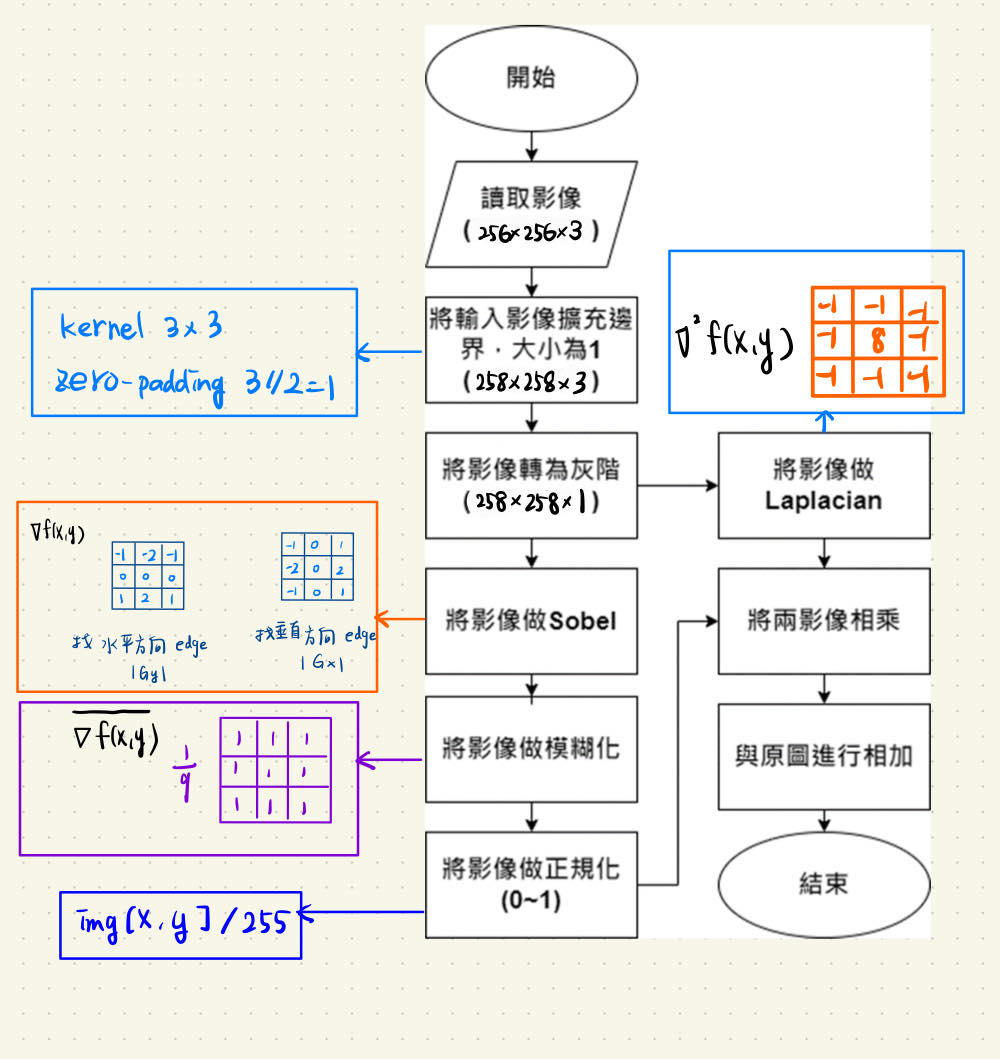 開始
讀取影像
( 256×256×3 )
將輸入影像擴充邊
界，大小為1
( 258×258×3 )
kernel 3×3
zero-padding 3//2=1
將影像轉為灰階
( 258×258×1 )
∇²f(x,y)
-1 -1 -1
-1 8 -1
-1 -1 -1
將影像做
Laplacian
∇f(x,y)
-1 -2 -1
0 0 0
1 2 1
找 水平方向 edge
|Gy|
-1 0 1
-2 0 2
-1 0 1
找垂直方向 edge
|Gx|
將影像做Sobel
將兩影像相乘
∇f(x,y)
1/9
1 1 1
1 1 1
1 1 1
將影像做模糊化
與原圖進行相加
將影像做正規化
(0~1)
img[x,y]/255
結束